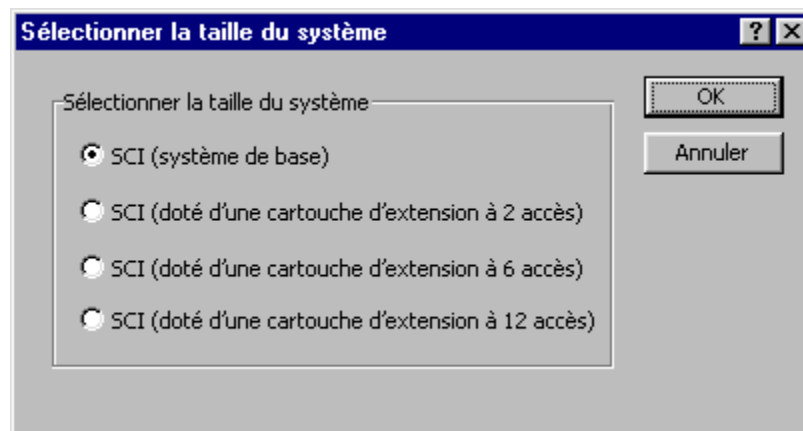 Sélectionner la taille du système
Sélectionner la taille du système
OK
SCI (système de base)
Annuler
SCI (doté d'une cartouche d'extension à 2 accès)
SCI (doté d'une cartouche d'extension à 6 accès)
SCI (doté d'une cartouche d'extension à 12 accès)